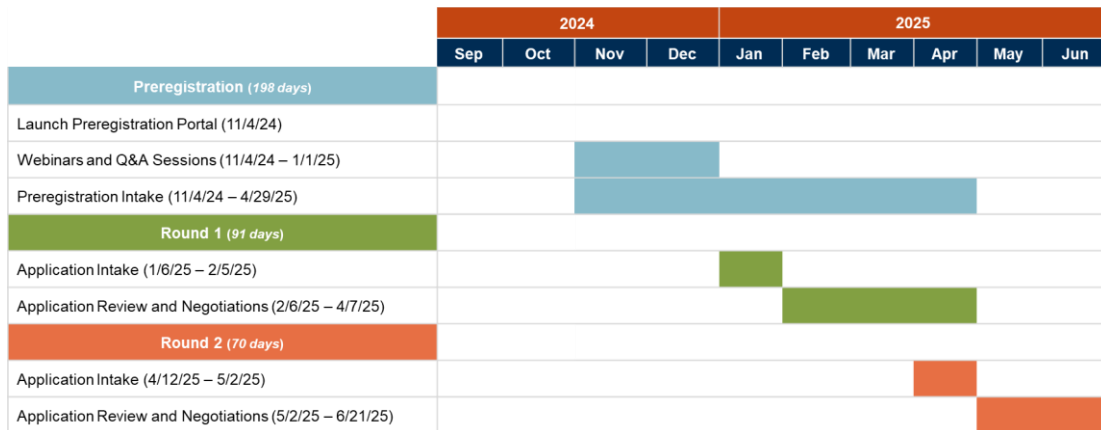 2024 2025
Sep Oct Nov Dec Jan Feb Mar Apr May Jun
Preregistration (198 days)
Launch Preregistration Portal (11/4/24)
Webinars and Q&A Sessions (11/4/24 – 1/1/25)
Preregistration Intake (11/4/24 – 4/29/25)
Round 1 (91 days)
Application Intake (1/6/25 – 2/5/25)
Application Review and Negotiations (2/6/25 – 4/7/25)
Round 2 (70 days)
Application Intake (4/12/25 – 5/2/25)
Application Review and Negotiations (5/2/25 – 6/21/25)